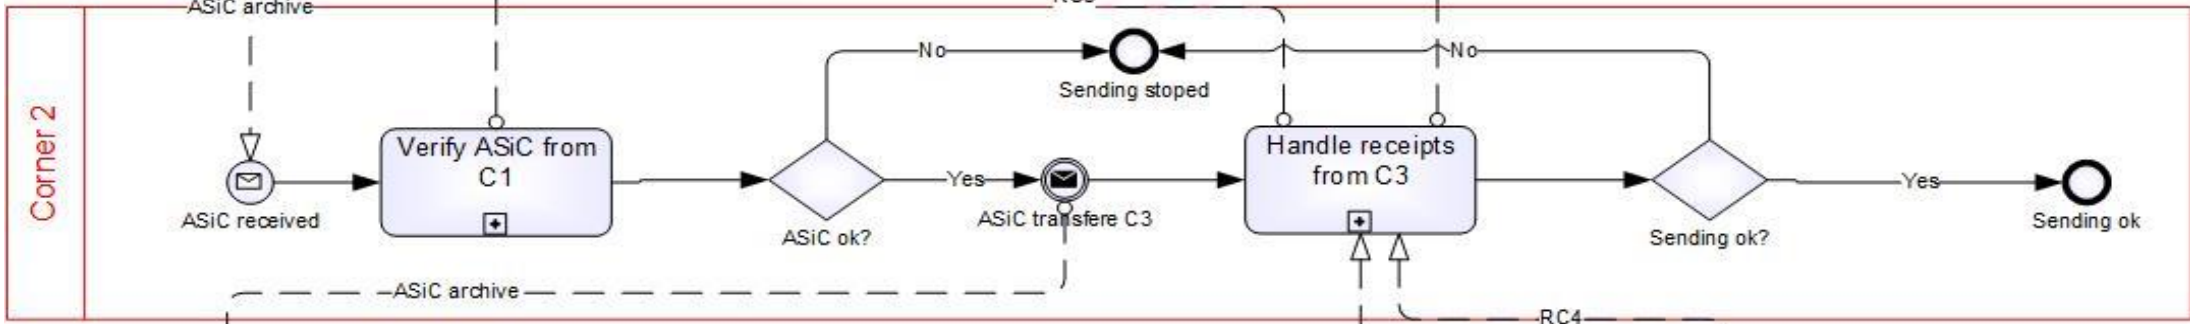 ASiC archive
Corner 2
ASiC received
Verify ASiC from
C1
ASiC ok?
No
Yes
Sending stoped
ASiC transfere C3
ASiC archive
Handle receipts
from C3
No
Sending ok?
Yes
Sending ok
RC4